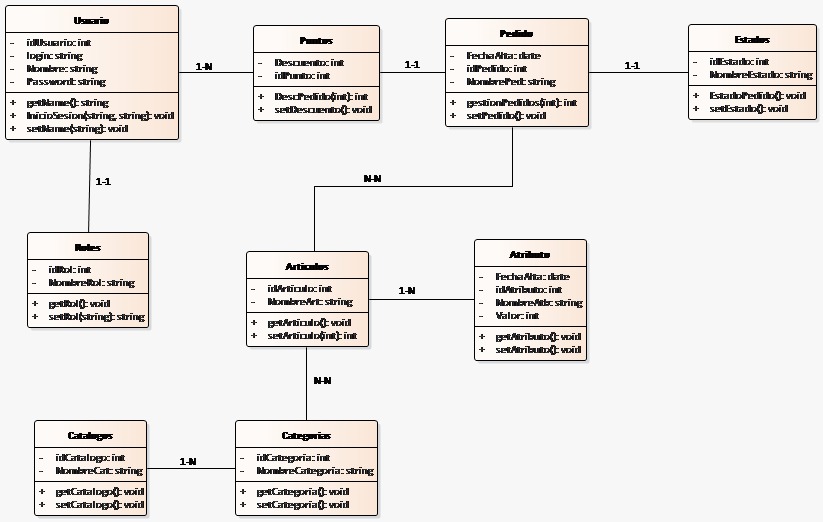 Usuario
- idUsuario: int
- login: string
- Nombre: string
- Password: string
+ getName(): string
+ InicioSesion(string, string): void
+ setName(string): void
1-N
Puntos
- Descuento: int
- idPunto: int
+ DescPedido(int): int
+ setDescuento(): void
1-1
Pedido
- FechaAlta: date
- idPedido: int
- NombrePed: string
+ gestionPedidos(int): int
+ setPedido(): void
1-1
Estados
- idEstado: int
- NombreEstado: string
+ EstadoPedido(): void
+ setEstado(): void
1-1
N-N
Roles
- idRol: int
- NombreRol: string
+ getRol(): void
+ setRol(string): string
Articulos
- idArticulo: int
- NombreArt: string
+ getArticulo(): void
+ setArticulo(int): int
1-N
Atributo
- FechaAlta: date
- idAtributo: int
- NombreAtb: string
- Valor: int
+ getAtributo(): void
+ setAtributo(): void
N-N
Catalogos
- idCatalogo: int
- NombreCat: string
+ getCatalogo(): void
+ setCatalogo(): void
1-N
Categorias
- idCategoria: int
- NombreCategoria: string
+ getCategoria(): void
+ setCategoria(): void